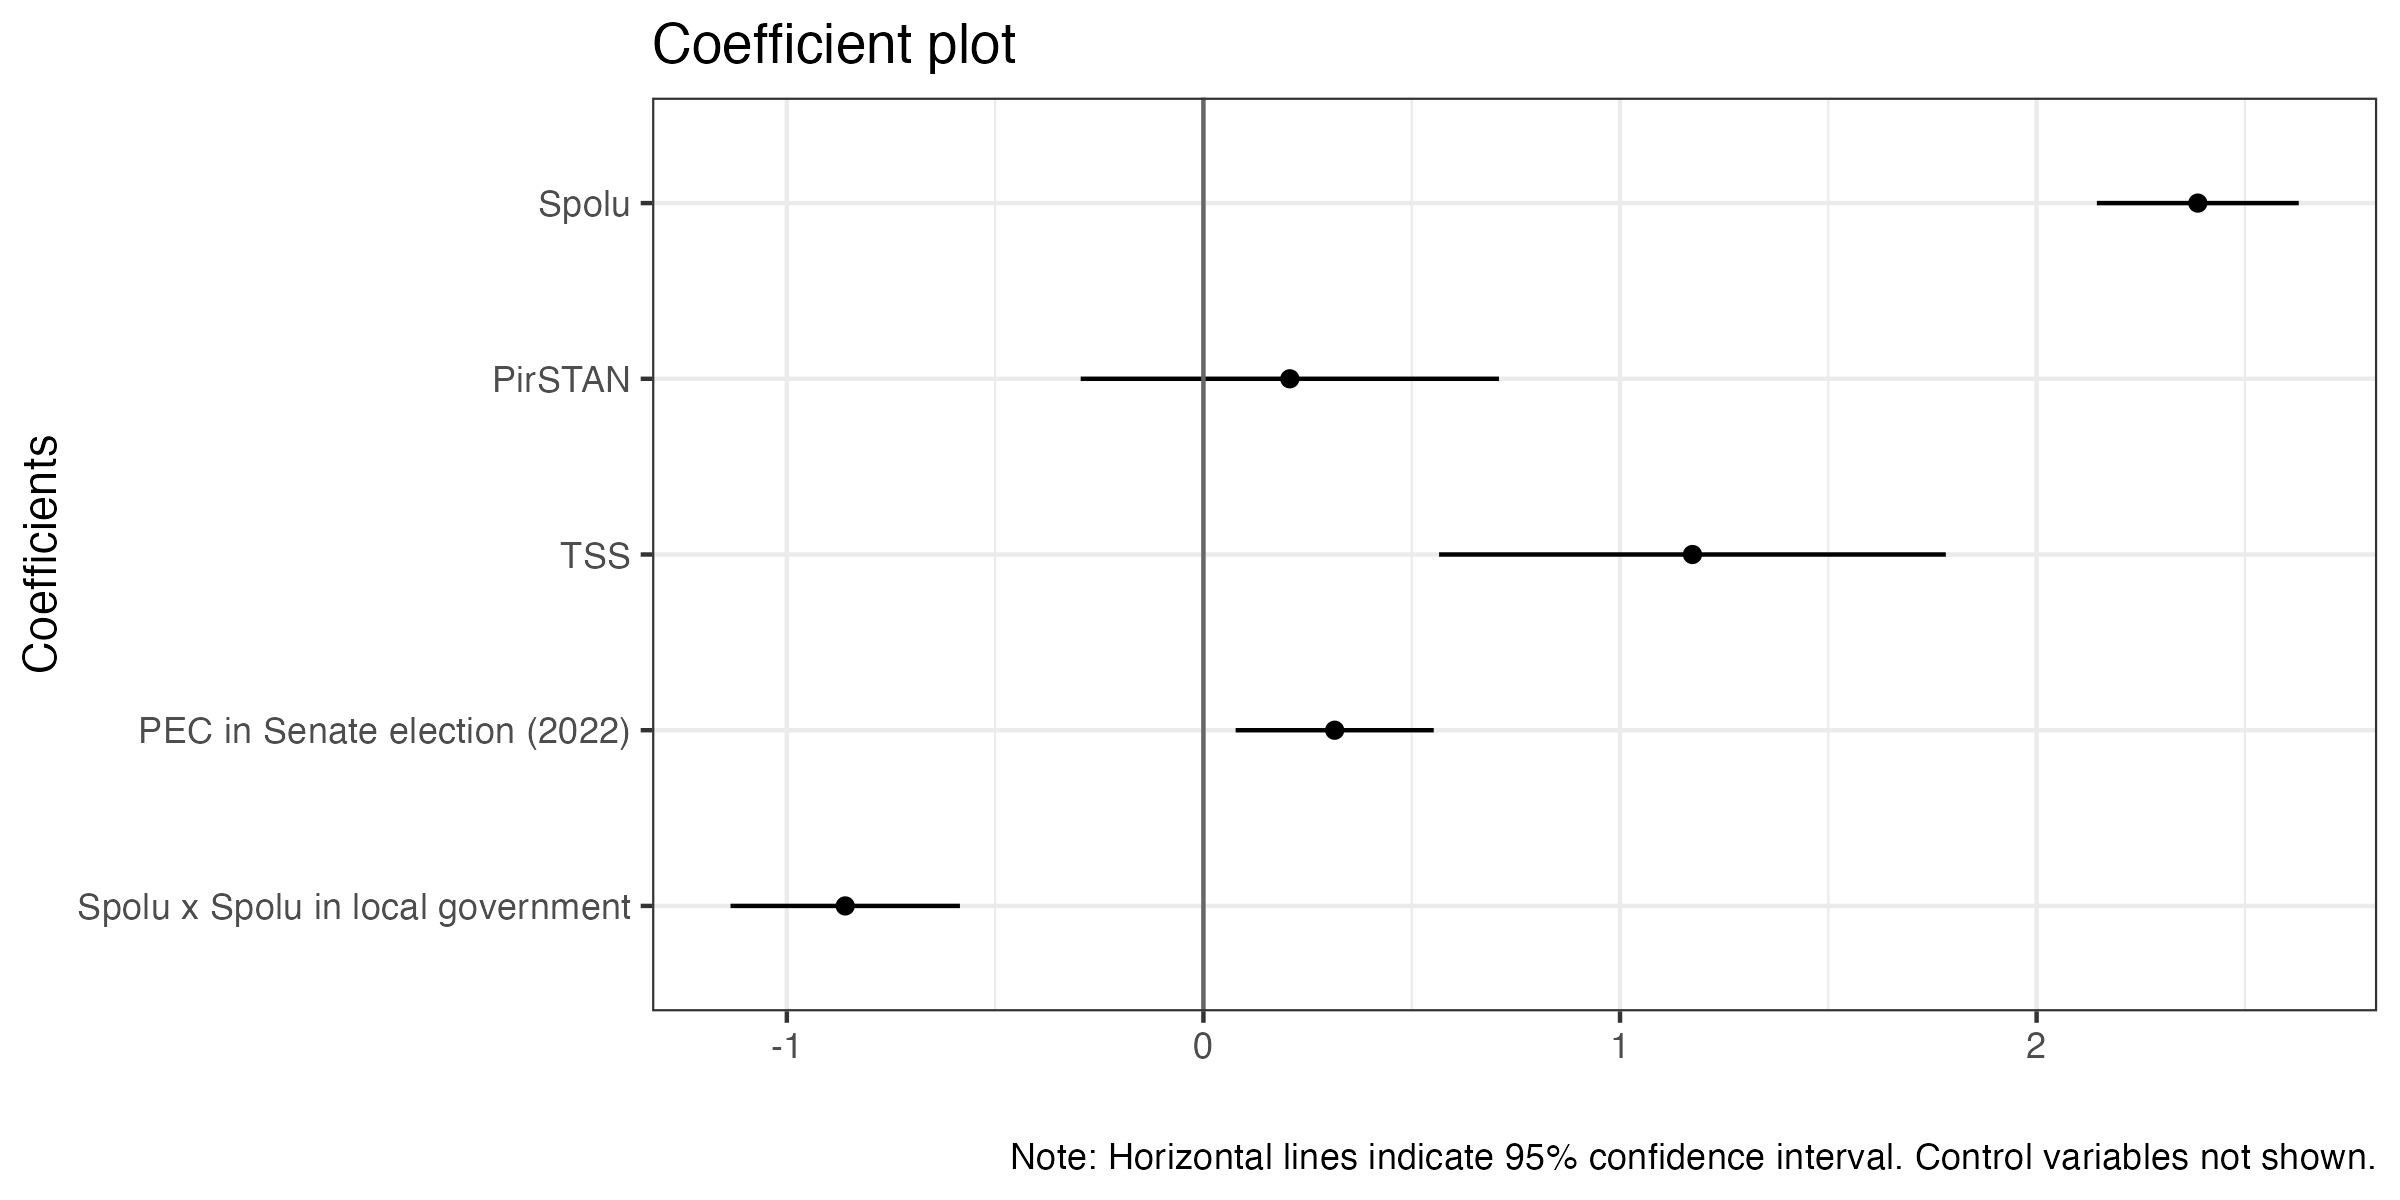 Coefficient plot
Coefficients
Spolu
PirSTAN
TSS
PEC in Senate election (2022)
Spolu x Spolu in local government
-1
0
1
2
Note: Horizontal lines indicate 95% confidence interval. Control variables not shown.